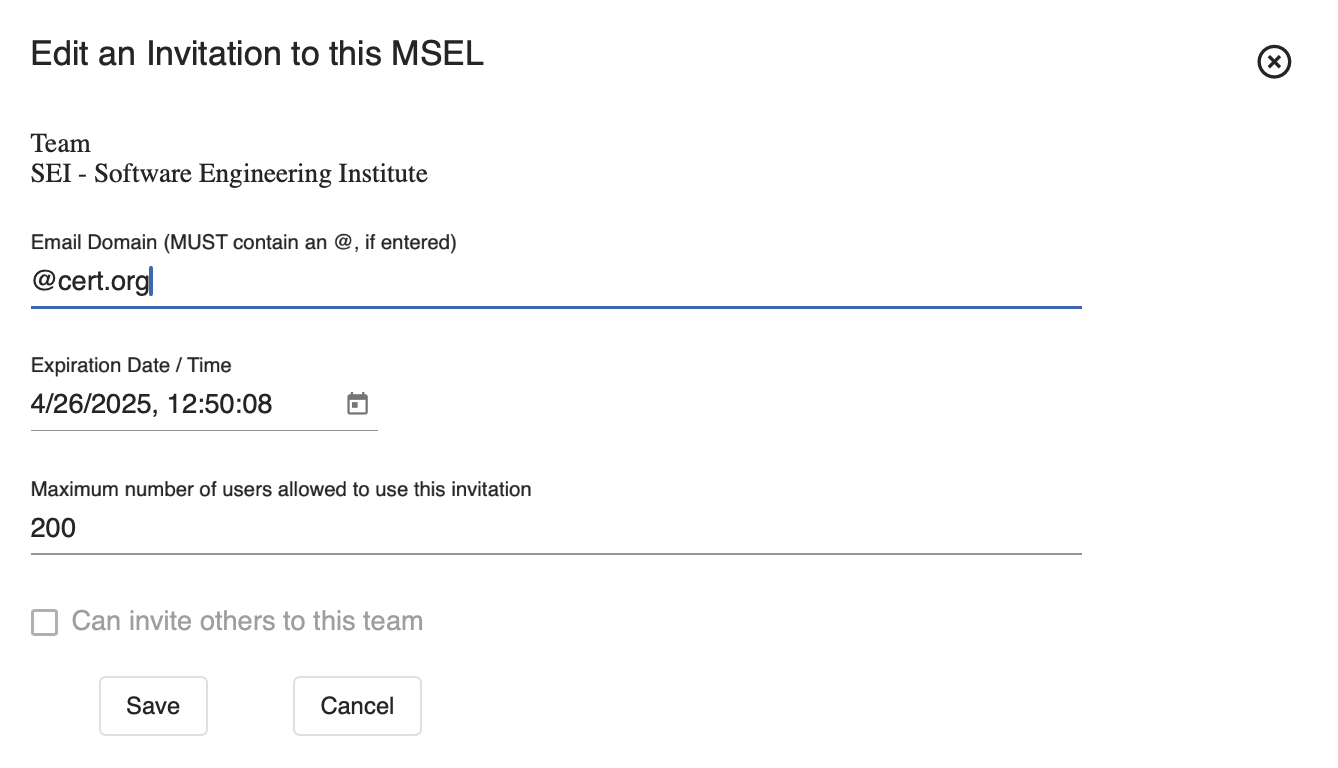 Edit an Invitation to this MSEL
Team
SEI - Software Engineering Institute
Email Domain (MUST contain an @, if entered)
@cert.org
Expiration Date / Time
4/26/2025, 12:50:08
Maximum number of users allowed to use this invitation
200
Can invite others to this team
Save Cancel